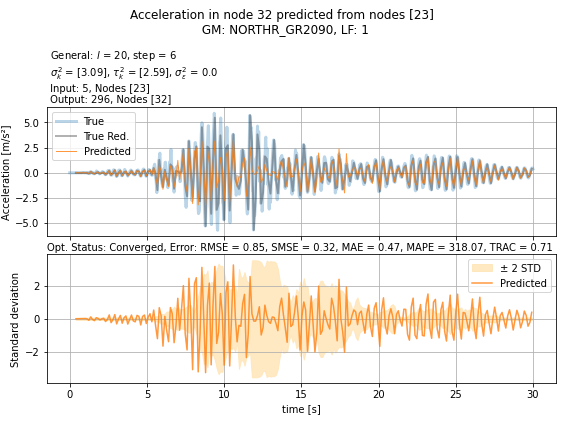 Acceleration in node 32 predicted from nodes [23]
GM: NORTHR_GR2090, LF: 1
General: l = 20, step = 6
σ²ₖ = [3.09], τ²ₖ = [2.59], σ²ε = 0.0
Input: 5, Nodes [23]
Output: 296, Nodes [32]
Acceleration [m/s²]
5.0
2.5
0.0
−2.5
−5.0
True
True Red.
Predicted
Opt. Status: Converged, Error: RMSE = 0.85, SMSE = 0.32, MAE = 0.47, MAPE = 318.07, TRAC = 0.71
Standard deviation
2
0
−2
± 2 STD
Predicted
0 5 10 15 20 25 30
time [s]